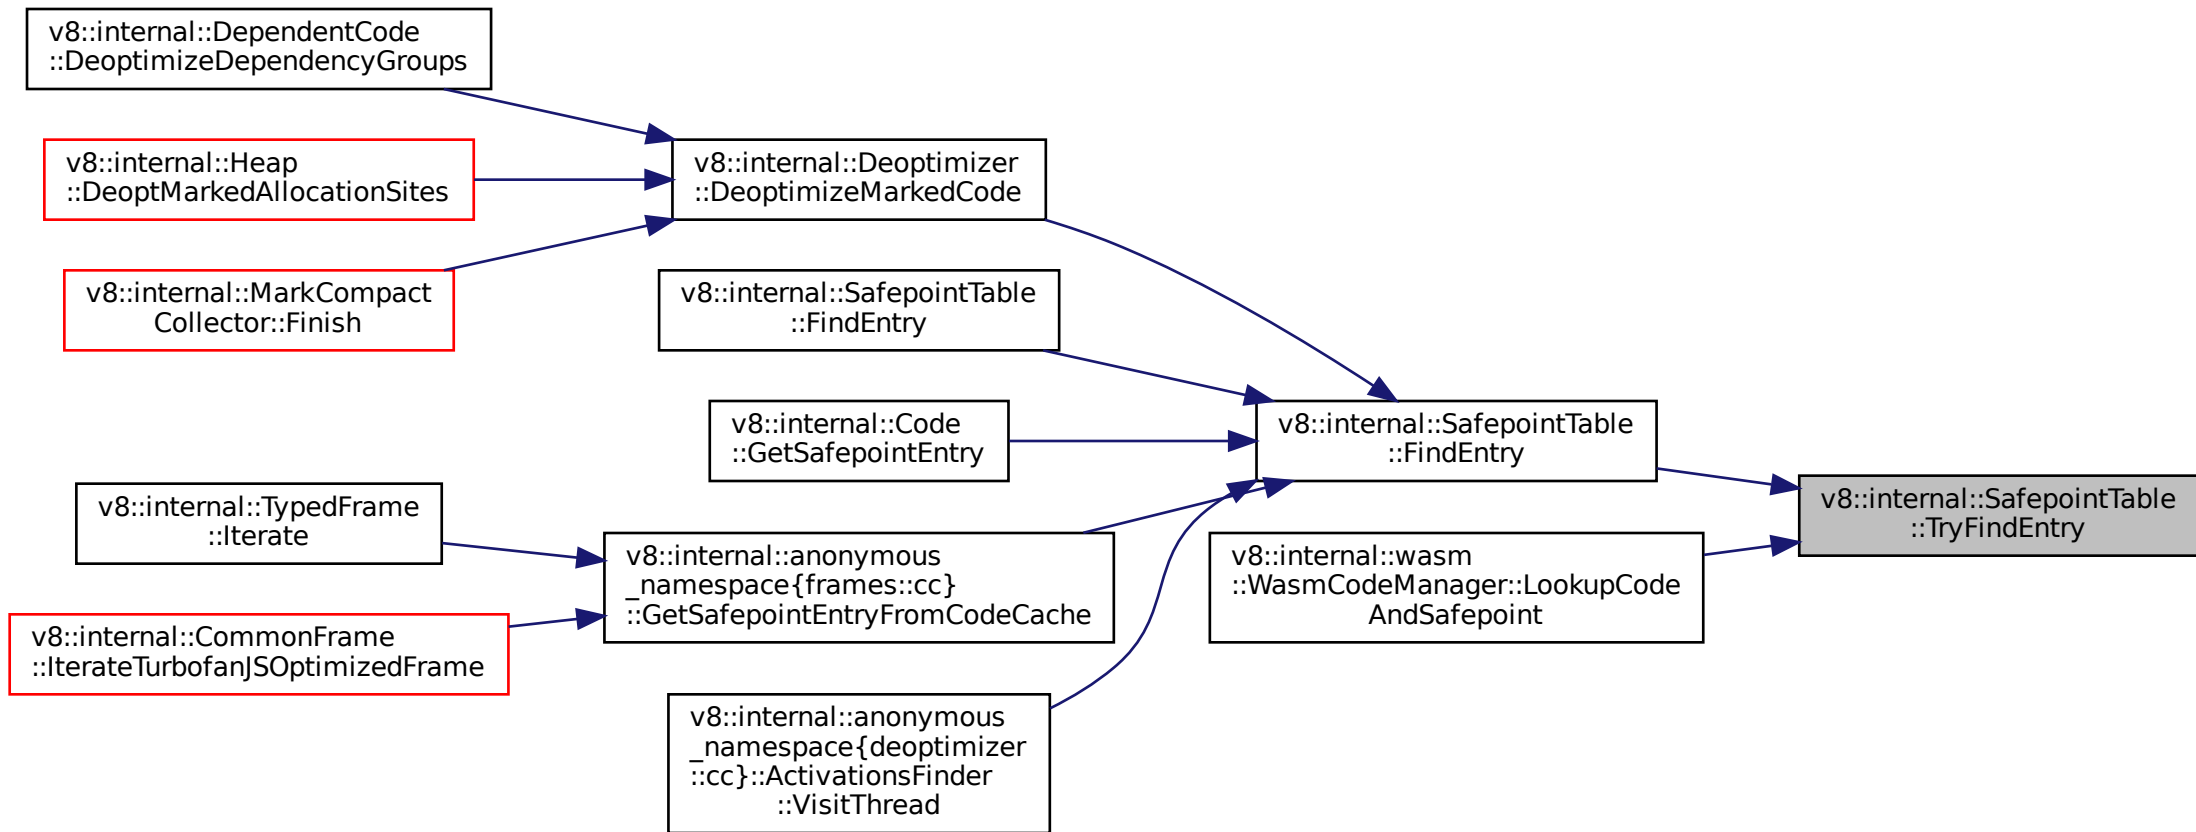 v8::internal::DependentCode
::DeoptimizeDependencyGroups
v8::internal::Heap
::DeoptMarkedAllocationSites
v8::internal::MarkCompact
Collector::Finish
v8::internal::Deoptimizer
::DeoptimizeMarkedCode
v8::internal::SafepointTable
::FindEntry
v8::internal::Code
::GetSafepointEntry
v8::internal::TypedFrame
::Iterate
v8::internal::CommonFrame
::IterateTurbofanJSOptimizedFrame
v8::internal::anonymous
_namespace{frames::cc}
::GetSafepointEntryFromCodeCache
v8::internal::anonymous
_namespace{deoptimizer
::cc}::ActivationsFinder
::VisitThread
v8::internal::SafepointTable
::FindEntry
v8::internal::wasm
::WasmCodeManager::LookupCode
AndSafepoint
v8::internal::SafepointTable
::TryFindEntry